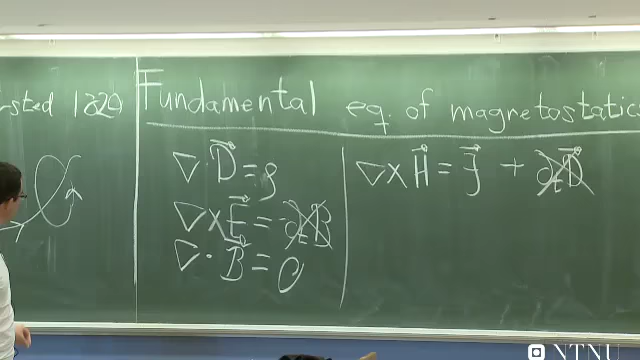 rsted 1820
Fundamental eq. of magnetostatics
∇·D⃗=ρ
∇×E⃗=-∂ₜB⃗
∇·B⃗=0
∇×H⃗=J⃗+∂ₜD⃗
NTNU